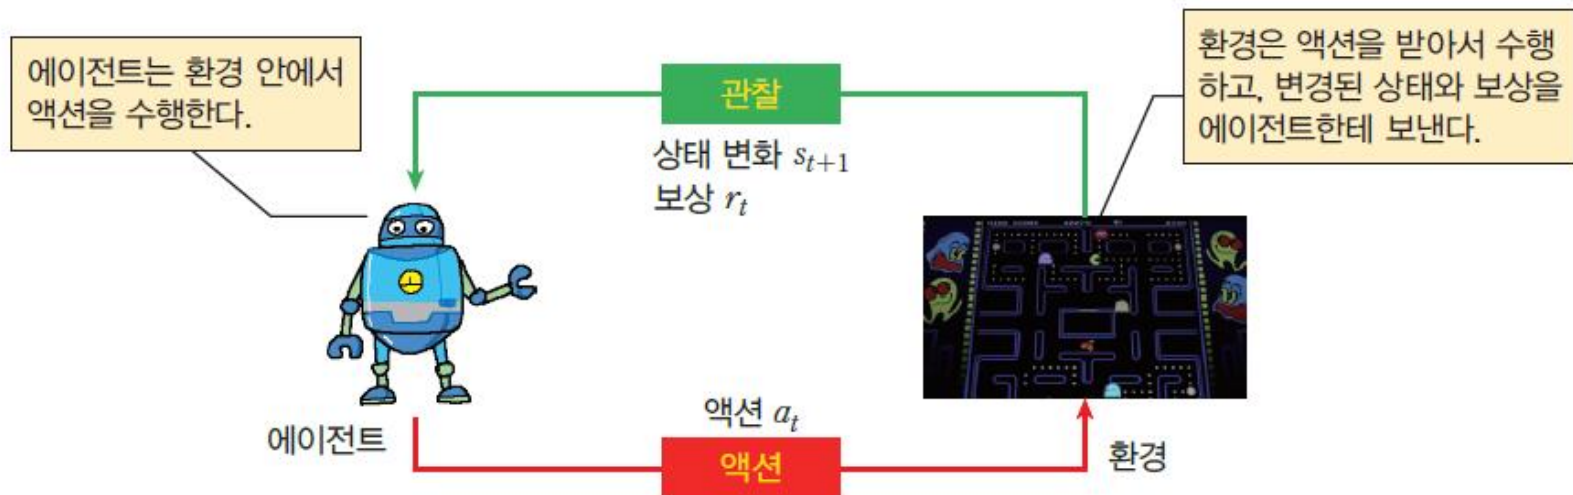 에이전트는 환경 안에서
액션을 수행한다.
관찰
상태 변화 s_{t+1}
보상 r_t
환경은 액션을 받아서 수행
하고, 변경된 상태와 보상을
에이전트한테 보낸다.
에이전트
액션 a_t
액션
환경